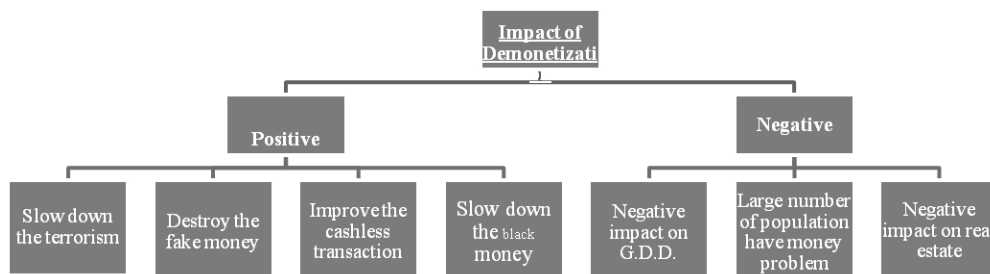 Impact of
Demonetizati
Positive
Negative
Slow down
the terrorism
Destroy the
fake money
Improve the
cashless
transaction
Slow down
the black money
Negative
impact on
G.D.D.
Large number
of population
have money
problem
Negative
impact on real
estate